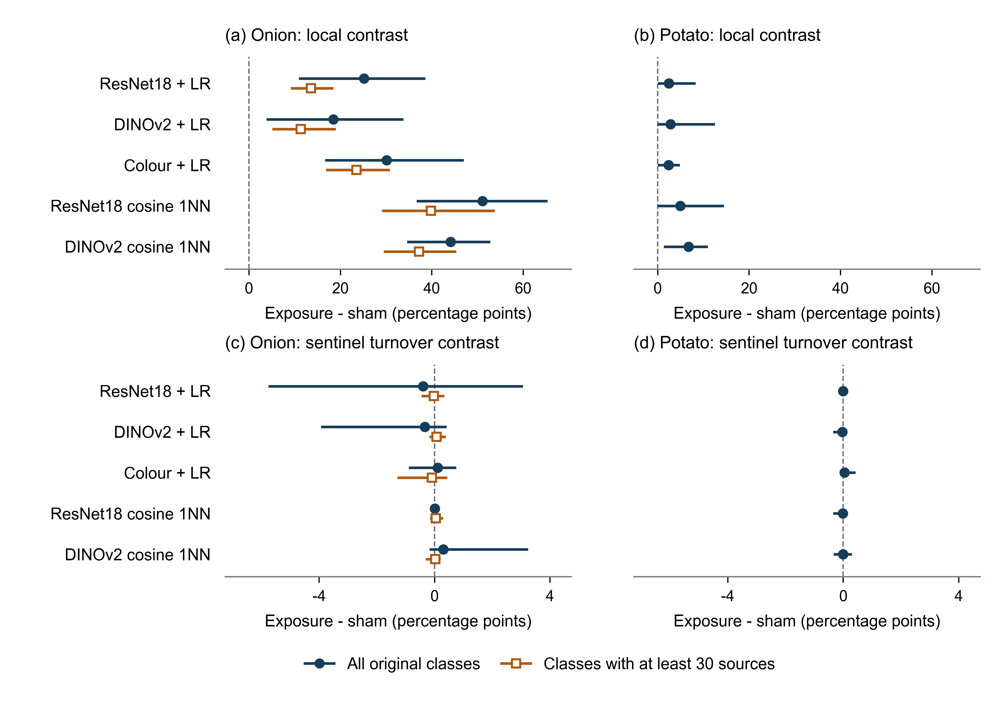 (a) Onion: local contrast
(b) Potato: local contrast
ResNet18 + LR
DINOv2 + LR
Colour + LR
ResNet18 cosine 1NN
DINOv2 cosine 1NN
0 20 40 60
0 20 40 60
Exposure - sham (percentage points)
Exposure - sham (percentage points)
(c) Onion: sentinel turnover contrast
(d) Potato: sentinel turnover contrast
ResNet18 + LR
DINOv2 + LR
Colour + LR
ResNet18 cosine 1NN
DINOv2 cosine 1NN
-4 0 4
-4 0 4
Exposure - sham (percentage points)
Exposure - sham (percentage points)
All original classes
Classes with at least 30 sources